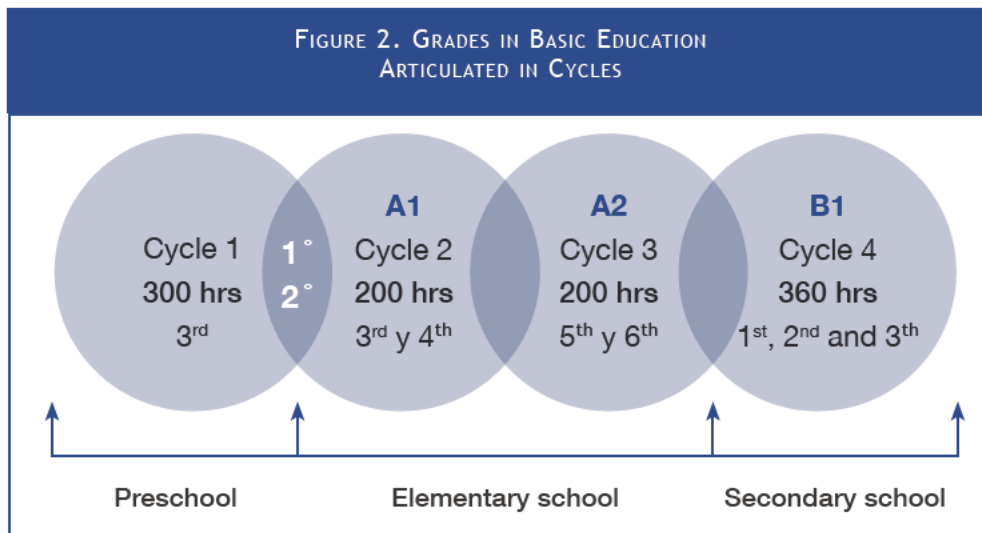 FIGURE 2. GRADES IN BASIC EDUCATION
ARTICULATED IN CYCLES
Cycle 1
300 hrs
3rd
1°
2°
A1
Cycle 2
200 hrs
3rd y 4th
A2
Cycle 3
200 hrs
5th y 6th
B1
Cycle 4
360 hrs
1st, 2nd and 3th
Preschool
Elementary school
Secondary school